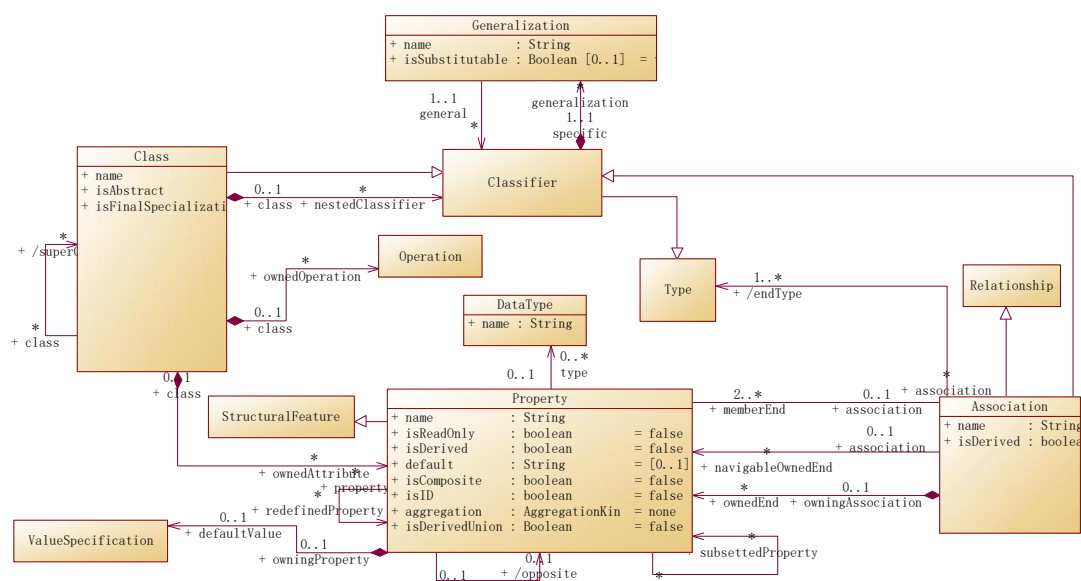 Generalization
+ name : String
+ isSubstitutable : Boolean [0..1] =
1..1
general
*
*
generalization
1..1
specific
Class
+ name
+ isAbstract
+ isFinalSpecializati
Classifier
0..1
+ class
*
+ nestedClassifier
*
+ /super
*
+ class
*
+ ownedOperation
Operation
0..1
+ class
Type
1..*
+ /endType
Relationship
DataType
+ name : String
0..1
+ class
0..1
0..*
type
*
+ association
StructuralFeature
Property
+ name : String
+ isReadOnly : boolean = false
+ isDerived : boolean = false
+ default : String = [0..1]
+ isComposite : boolean = false
+ isID : boolean = false
+ aggregation : AggregationKin = none
+ isDerivedUnion : Boolean = false
2..*
+ memberEnd
0..1
+ association
Association
+ name : String
+ isDerived : boolea
0..1
+ association
*
+ navigableOwnedEnd
*
+ ownedAttribute
*
+ property
*
+ redefinedProperty
*
+ ownedEnd
0..1
+ owningAssociation
ValueSpecification
0..1
+ defaultValue
0..1
+ owningProperty
0..1
0..1
+ /opposite
*
+ subsettedProperty
*